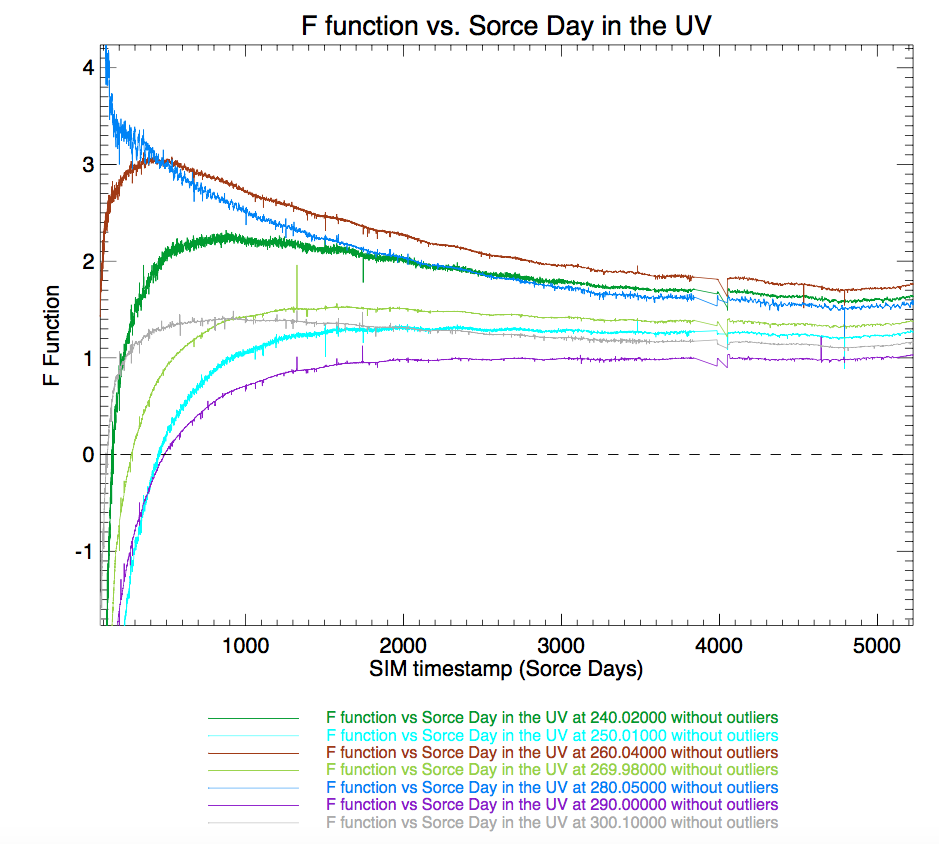 F function vs. Sorce Day in the UV
4
3
2
1
0
-1
F Function
1000 2000 3000 4000 5000
SIM timestamp (Sorce Days)
F function vs Sorce Day in the UV at 240.02000 without outliers
F function vs Sorce Day in the UV at 250.01000 without outliers
F function vs Sorce Day in the UV at 260.04000 without outliers
F function vs Sorce Day in the UV at 269.98000 without outliers
F function vs Sorce Day in the UV at 280.05000 without outliers
F function vs Sorce Day in the UV at 290.00000 without outliers
F function vs Sorce Day in the UV at 300.10000 without outliers